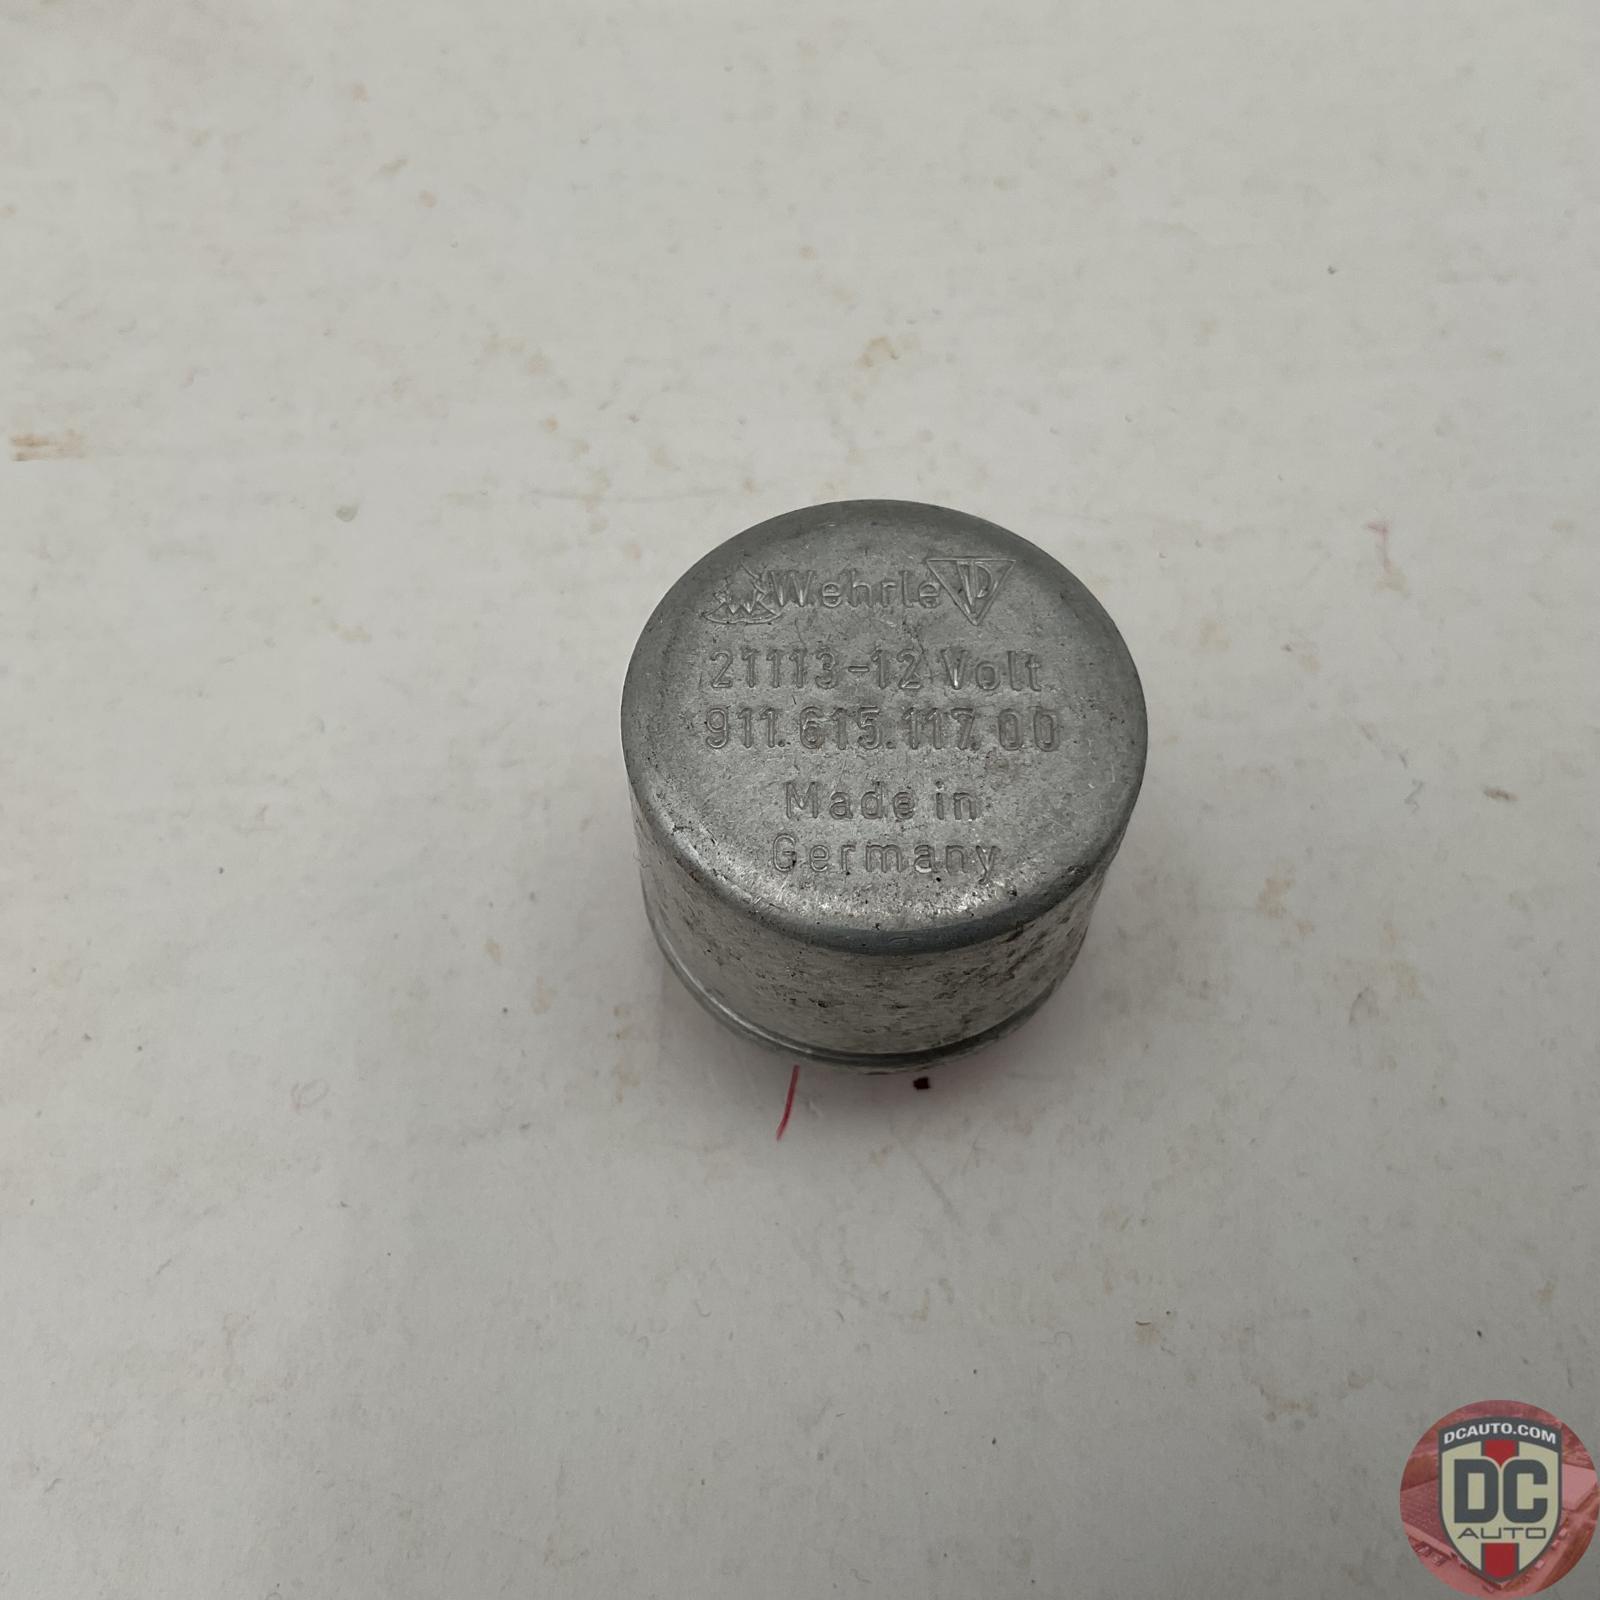 Wehrle
21113-12 Volt
911.615.117.00
Made in
Germany
DCAUTO.COM
DC
AUTO